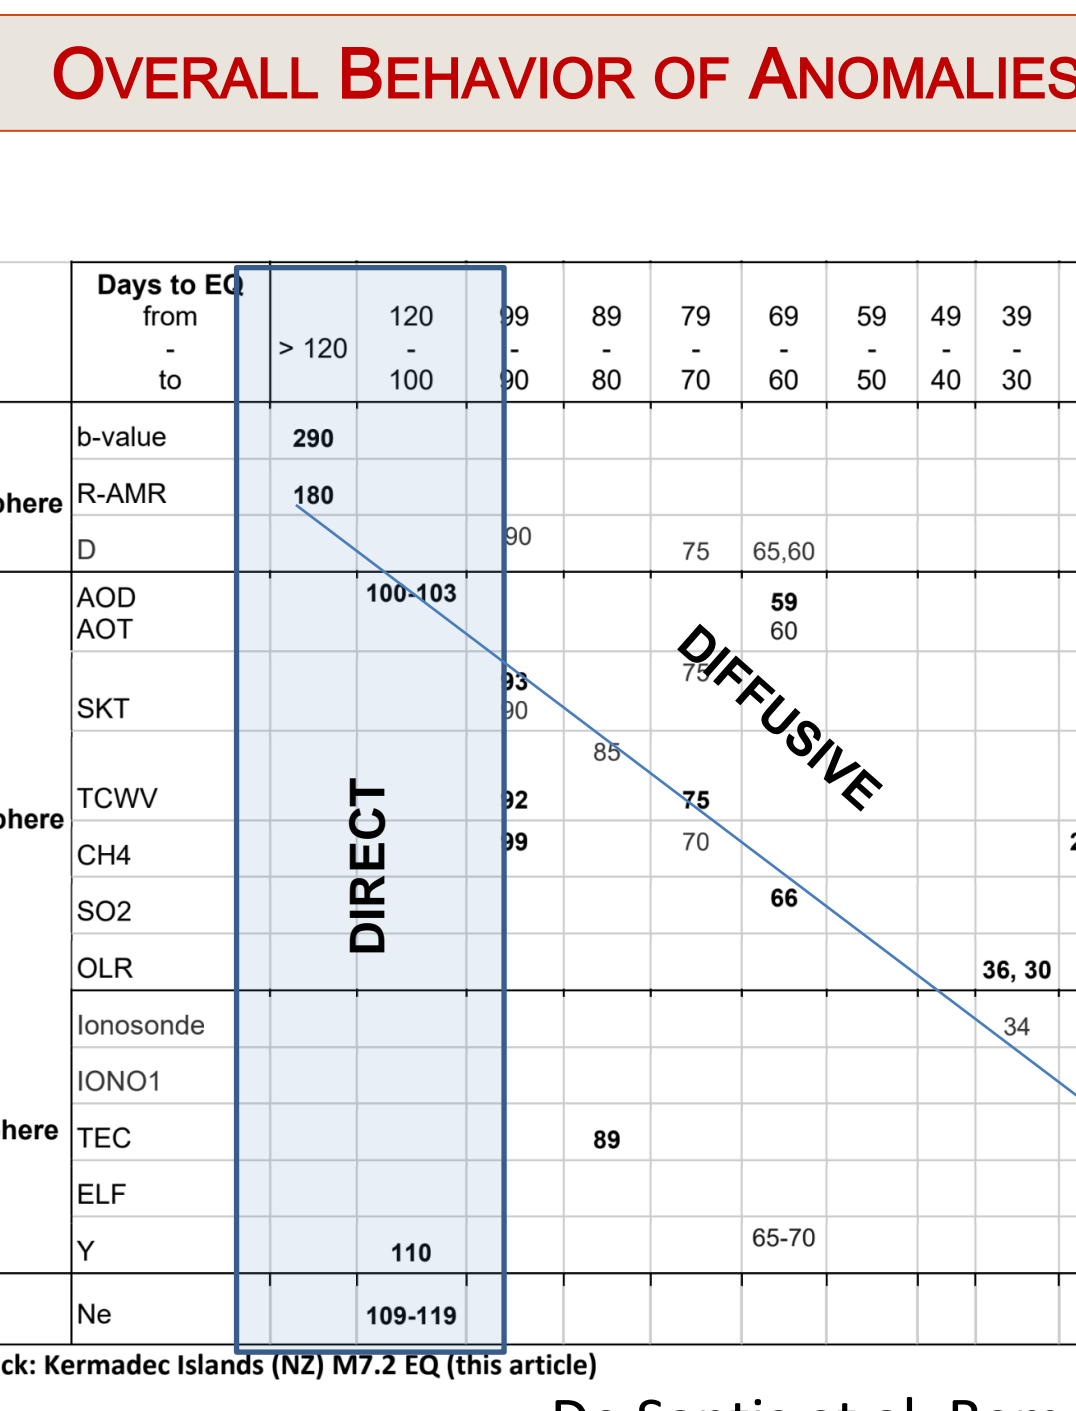 OVERALL BEHAVIOR OF ANOMALIES
Days to EQ
from - to
> 120
120 - 100
99 - 90
89 - 80
79 - 70
69 - 60
59 - 50
49 - 40
39 - 30
b-value 290
R-AMR 180
D 90 75 65,60
AOD 100-103 59
AOT 60
75
93
SKT 90
85
TCWV 92 75
CH4 99 70
SO2 66
OLR 36, 30
Ionosonde 34
IONO1
TEC 89
ELF
Y 110 65-70
Ne 109-119
DIRECT
DIFFUSIVE
Kermadec Islands (NZ) M7.2 EQ (this article)